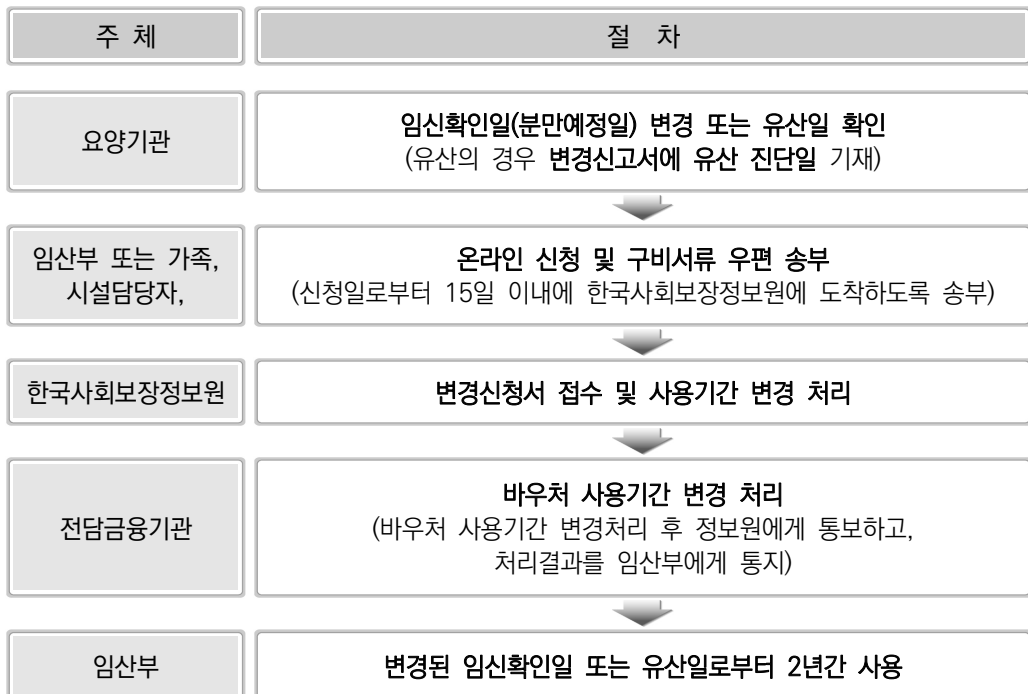 주 체
절 차
요양기관
임신확인일(분만예정일) 변경 또는 유산일 확인
(유산의 경우 변경신고서에 유산 진단일 기재)
임산부 또는 가족,
시설담당자,
온라인 신청 및 구비서류 우편 송부
(신청일로부터 15일 이내에 한국사회보장정보원에 도착하도록 송부)
한국사회보장정보원
변경신청서 접수 및 사용기간 변경 처리
전담금융기관
바우처 사용기간 변경 처리
(바우처 사용기간 변경처리 후 정보원에게 통보하고,
처리결과를 임산부에게 통지)
임산부
변경된 임신확인일 또는 유산일로부터 2년간 사용